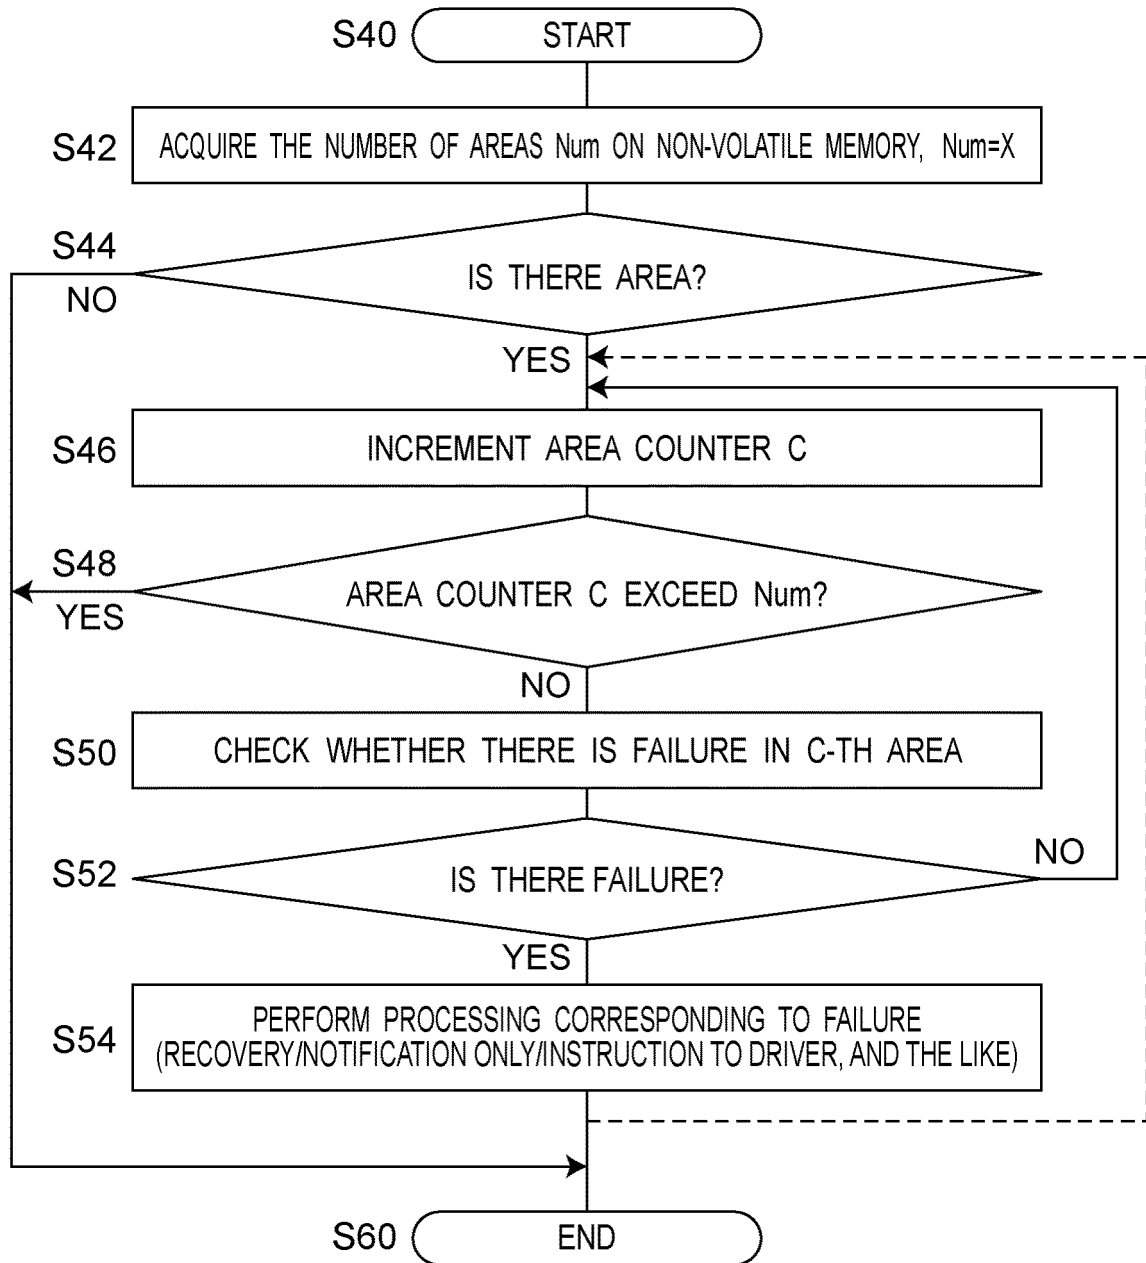 S40 START
S42 ACQUIRE THE NUMBER OF AREAS Num ON NON-VOLATILE MEMORY, Num=X
S44 IS THERE AREA?
NO
YES
S46 INCREMENT AREA COUNTER C
S48 AREA COUNTER C EXCEED Num?
YES
NO
S50 CHECK WHETHER THERE IS FAILURE IN C-TH AREA
S52 IS THERE FAILURE?
NO
YES
S54 PERFORM PROCESSING CORRESPONDING TO FAILURE
(RECOVERY/NOTIFICATION ONLY/INSTRUCTION TO DRIVER, AND THE LIKE)
S60 END